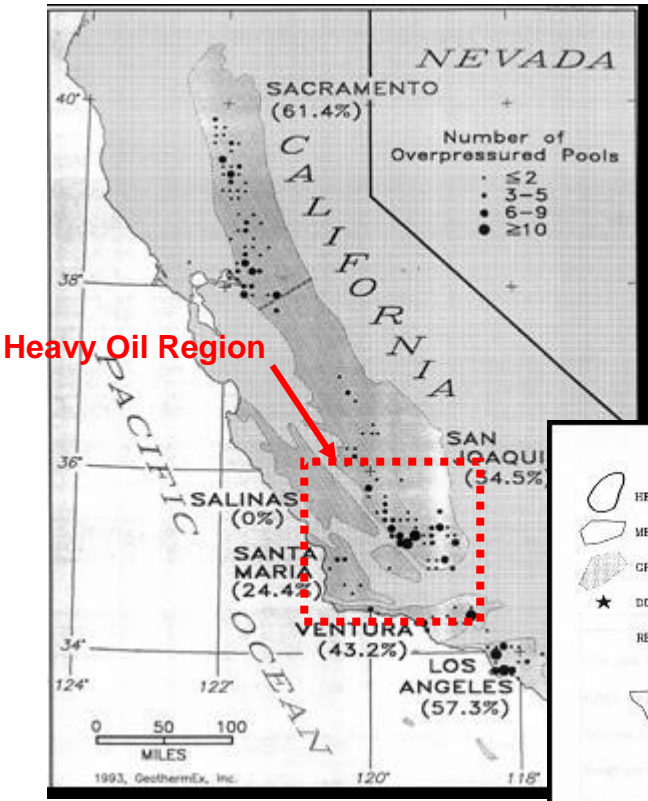 NEVADA
40°
SACRAMENTO
(61.4%)
CALIFORNIA
Number of
Overpressured Pools
≦2
3-5
6-9
≧10
38°
Heavy Oil Region
PACIFIC
OCEAN
SAN
JOAQUI
(54.5%
36°
SALINAS
(0%)
SANTA
MARIA
(24.4%)
VENTURA
(43.2%)
34°
LOS
ANGELES
(57.3%)
124°
122°
120°
118°
0 50 100
MILES
1993, GeothermEx, Inc.